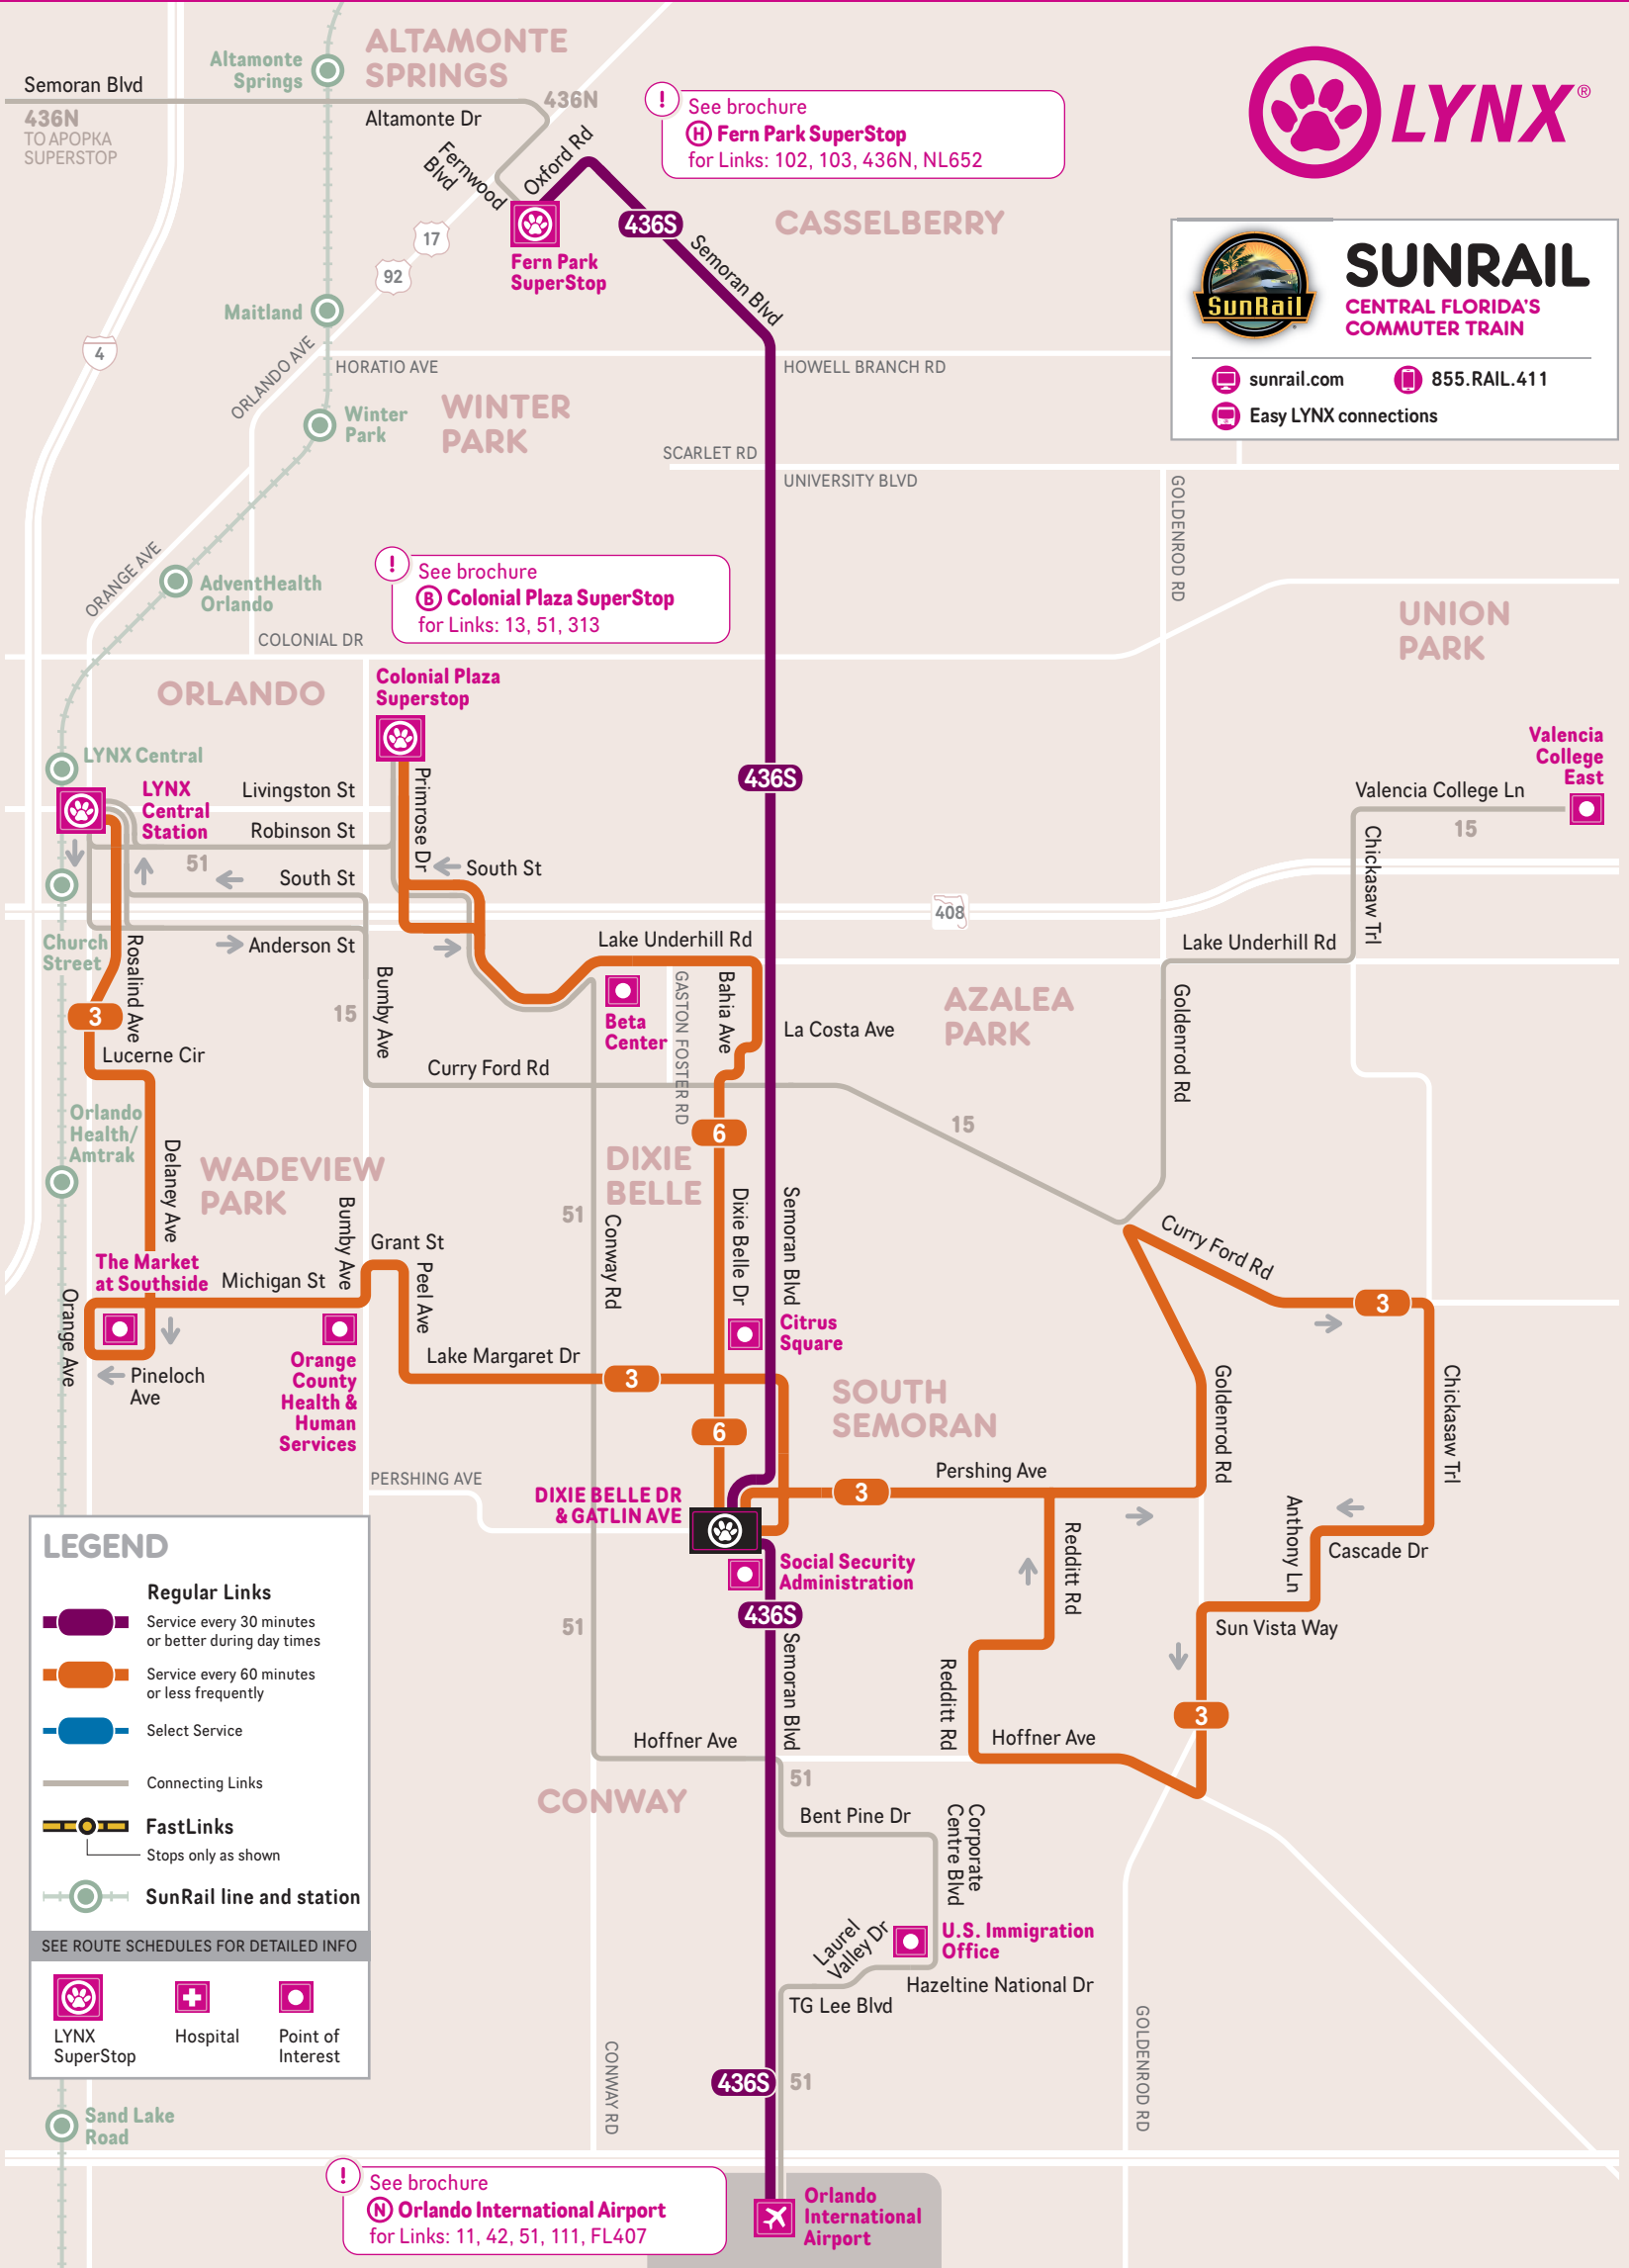 ALTAMONTE
SPRINGS
Altamonte
Springs
Semoran Blvd
436N
TO APOPKA
SUPERSTOP
436N
Altamonte Dr
Fernwood
Blvd
Oxford Rd
!
See brochure
H Fern Park SuperStop
for Links: 102, 103, 436N, NL652
LYNX®
CASSELBERRY
436S
17
92
Fern Park
SuperStop
Semoran Blvd
SunRail
SUNRAIL
CENTRAL FLORIDA'S
COMMUTER TRAIN
sunrail.com
855.RAIL.411
Easy LYNX connections
Maitland
4
ORLANDO AVE
HORATIO AVE
HOWELL BRANCH RD
WINTER
PARK
Winter
Park
SCARLET RD
UNIVERSITY BLVD
GOLDENROD RD
ORANGE AVE
AdventHealth
Orlando
!
See brochure
B Colonial Plaza SuperStop
for Links: 13, 51, 313
COLONIAL DR
UNION
PARK
ORLANDO
Colonial Plaza
Superstop
LYNX Central
LYNX
Central
Station
Livingston St
Robinson St
51
South St
Primrose Dr
South St
436S
Valencia
College
East
Valencia College Ln
15
Chickasaw Trl
408
Church
Street
Anderson St
Rosalind Ave
Lake Underhill Rd
Lake Underhill Rd
3
15
Bumby Ave
Beta
Center
GASTON FOSTER RD
Bahia Ave
La Costa Ave
AZALEA
PARK
Goldenrod Rd
Lucerne Cir
Curry Ford Rd
Orlando
Health/
Amtrak
6
15
Delaney Ave
WADEVIEW
PARK
DIXIE
BELLE
51
Conway Rd
Dixie Belle Dr
Semoran Blvd
Bumby Ave
Grant St
Peel Ave
Curry Ford Rd
The Market
at Southside
Michigan St
Orange Ave
3
Citrus
Square
Orange
County
Health &
Human
Services
Pineloch
Ave
Lake Margaret Dr
3
SOUTH
SEMORAN
6
Goldenrod Rd
Chickasaw Trl
PERSHING AVE
Pershing Ave
DIXIE BELLE DR
& GATLIN AVE
3
Redditt Rd
Anthony Ln
Cascade Dr
Social Security
Administration
436S
51
Semoran Blvd
Sun Vista Way
Redditt Rd
3
Hoffner Ave
Hoffner Ave
51
CONWAY
Bent Pine Dr
Corporate
Centre Blvd
Laurel
Valley Dr
U.S. Immigration
Office
Hazeltine National Dr
TG Lee Blvd
GOLDENROD RD
CONWAY RD
436S
51
LEGEND
Regular Links
Service every 30 minutes
or better during day times
Service every 60 minutes
or less frequently
Select Service
Connecting Links
FastLinks
Stops only as shown
SunRail line and station
SEE ROUTE SCHEDULES FOR DETAILED INFO
LYNX
SuperStop
Hospital
Point of
Interest
Sand Lake
Road
!
See brochure
N Orlando International Airport
for Links: 11, 42, 51, 111, FL407
Orlando
International
Airport